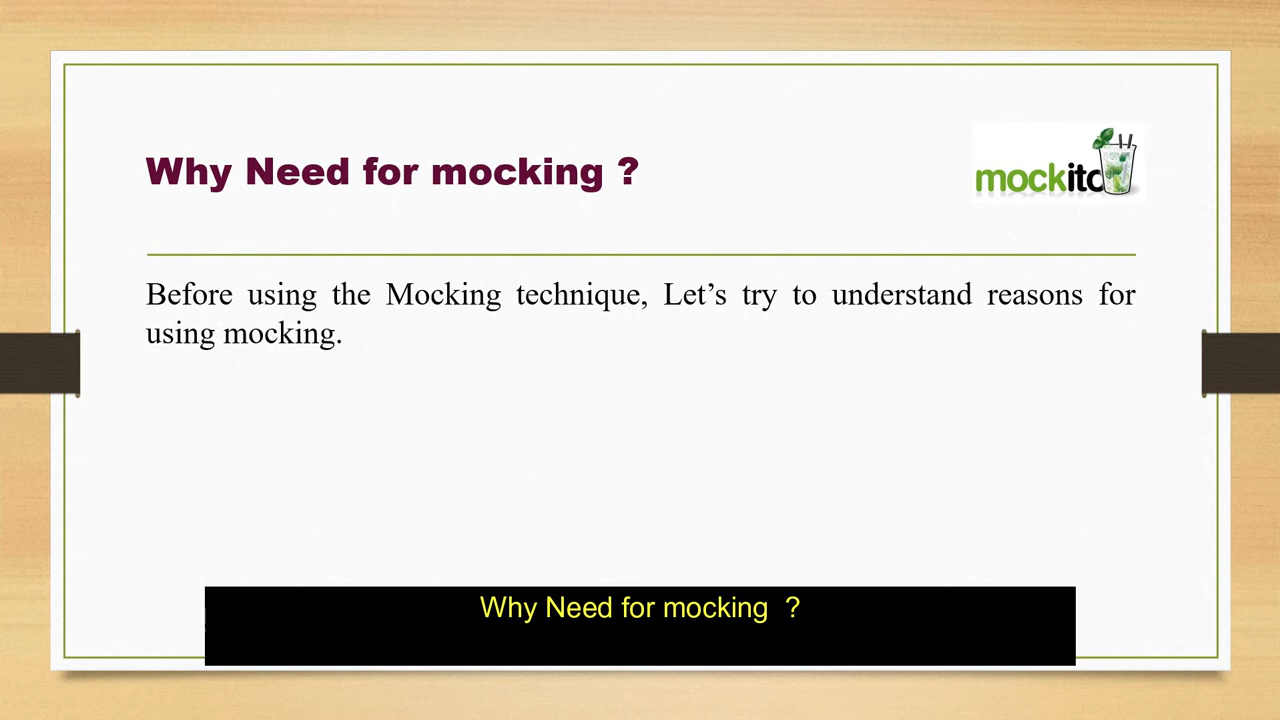 Why Need for mocking ?
mockito
Before using the Mocking technique, Let’s try to understand reasons for
using mocking.
Why Need for mocking  ?